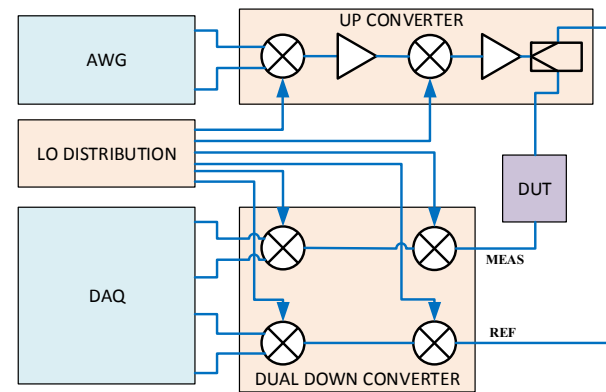 UP CONVERTER
AWG
LO DISTRIBUTION
DUT
MEAS
DAQ
REF
DUAL DOWN CONVERTER